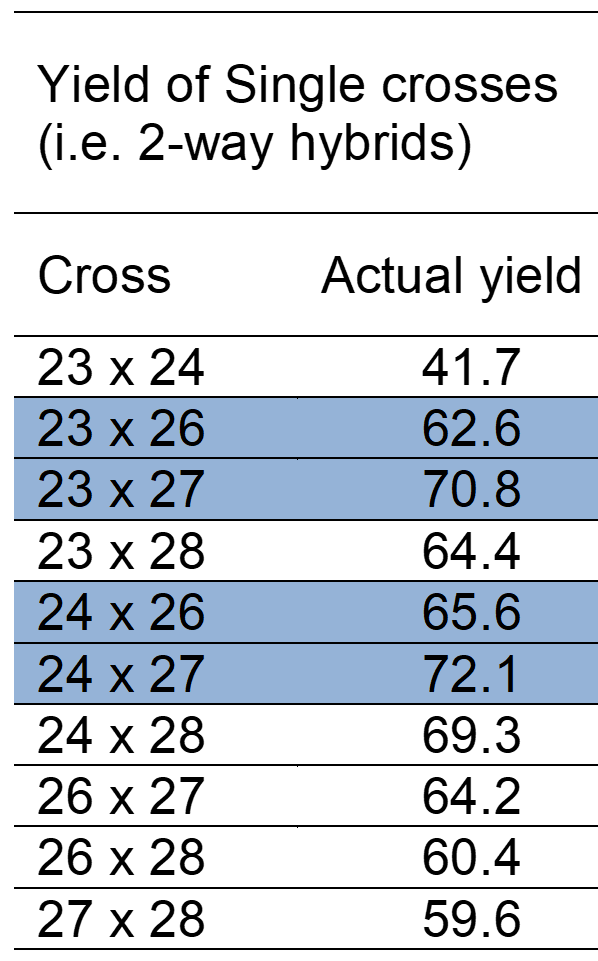 Yield of Single crosses
(i.e. 2-way hybrids)
Cross Actual yield
23 x 24 41.7
23 x 26 62.6
23 x 27 70.8
23 x 28 64.4
24 x 26 65.6
24 x 27 72.1
24 x 28 69.3
26 x 27 64.2
26 x 28 60.4
27 x 28 59.6